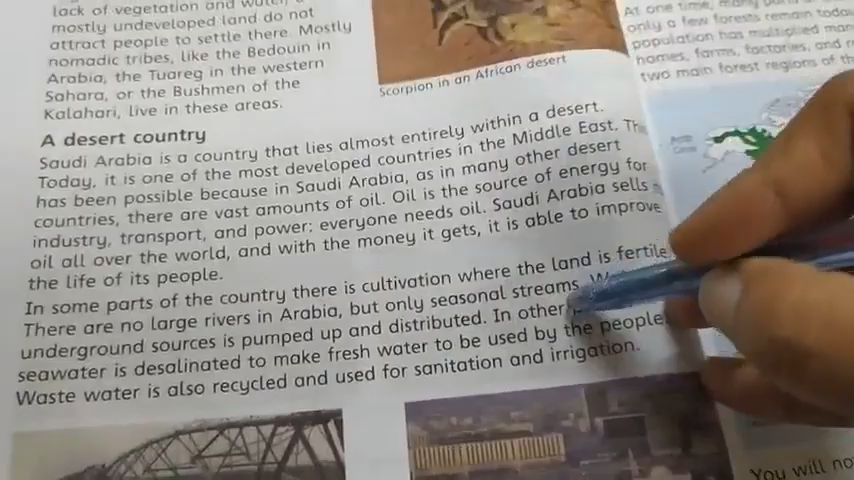 lack of vegetation and water,
mostly undeveloped land do not
attract people to settle there. Mostly
nomadic tribes, like the Bedouin in
Arabia, the Tuareg in the western
Sahara, or the Bushmen of the
Kalahari, live in these areas.
Scorpion in an African desert
A desert country
Saudi Arabia is a country that lies almost entirely within a desert.
Today, it is one of the most developed countries in the Middle East. This
has been possible because in Saudi Arabia, as in many other desert
countries, there are vast amounts of oil. Oil is the source of energy for
industry, transport, and power; everyone needs oil. Saudi Arabia sells
oil all over the world, and with the money it gets, it is able to improve
the life of its people.
In some parts of the country there is cultivation where the land is fertile.
There are no large rivers in Arabia, but only seasonal streams.
underground sources is pumped up and distributed. In other
seawater is desalinated to make fresh water to be used by the people.
Waste water is also recycled and used for sanitation and irrigation.
At one time, many
only a few forests remain today
population has multiplied
homes, farms, factories, and
two main forest regions of
Arctic
Circle
You will